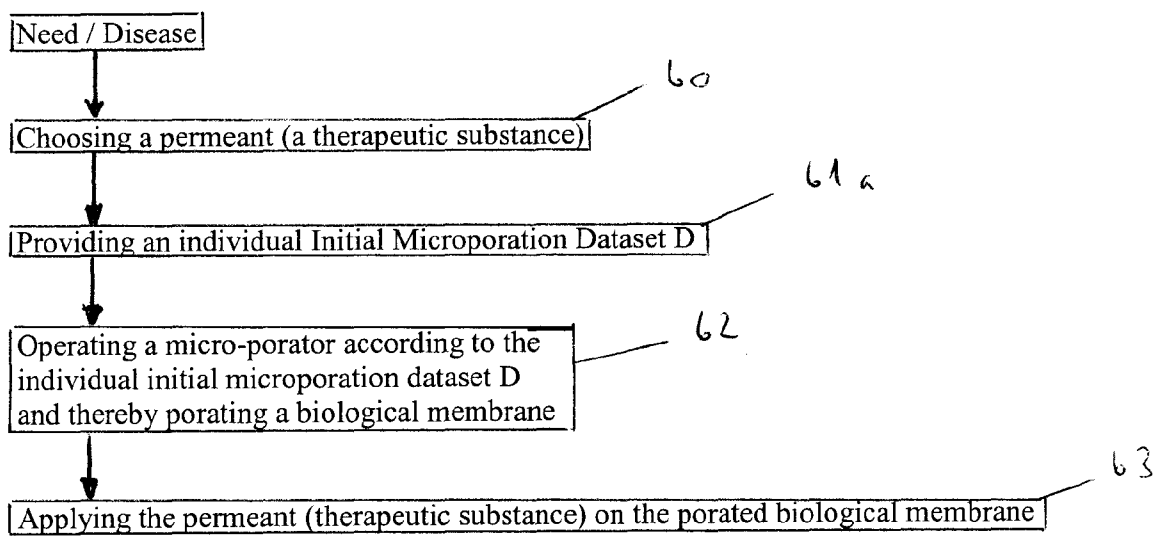 Need / Disease
60
Choosing a permeant (a therapeutic substance)
61a
Providing an individual Initial Microporation Dataset D
62
Operating a micro-porator according to the
individual initial microporation dataset D
and thereby porating a biological membrane
63
Applying the permeant (therapeutic substance) on the porated biological membrane